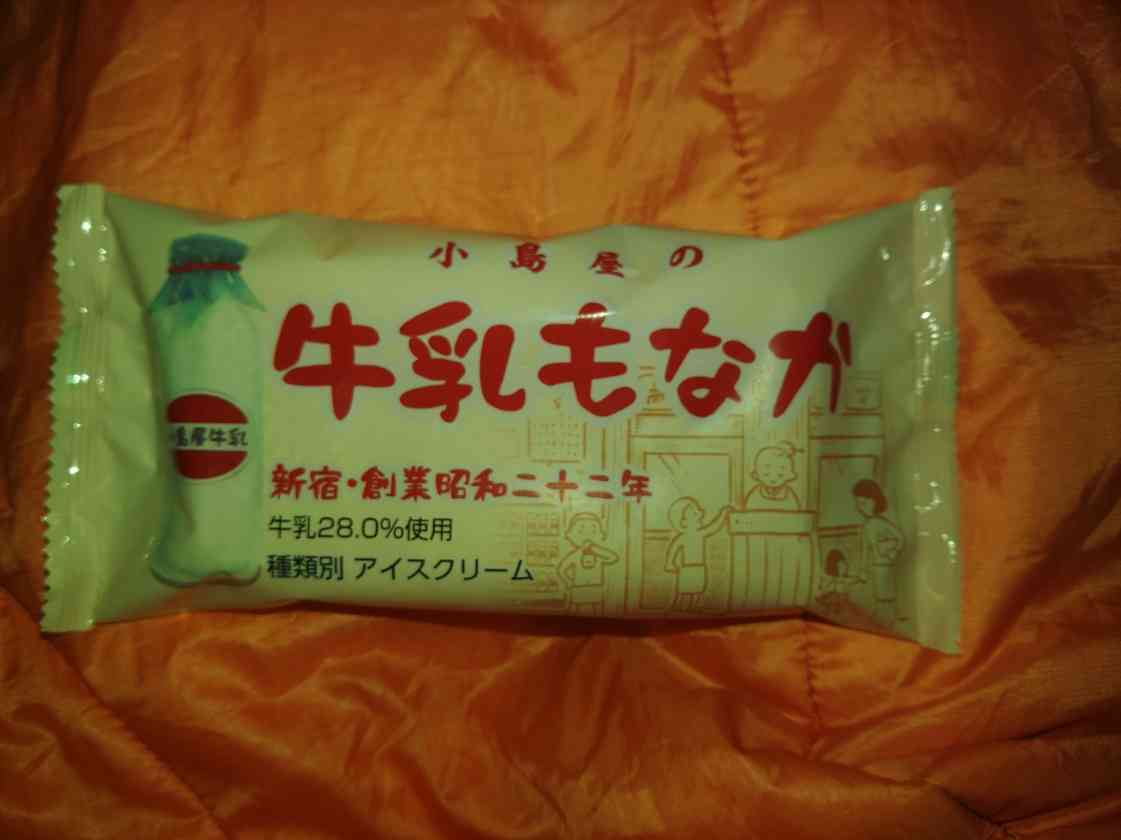 小島屋の
牛乳もなか
小島屋牛乳
新宿・創業昭和二十二年
牛乳28.0%使用
種類別 アイスクリーム